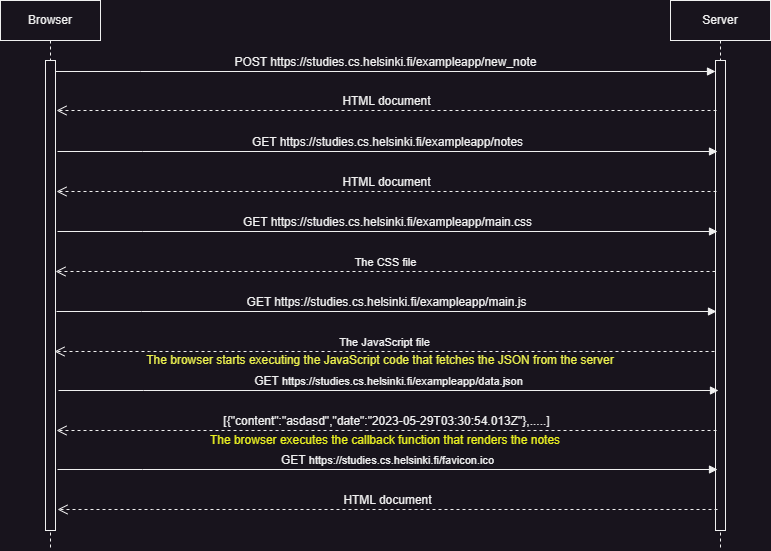 Browser
Server
POST https://studies.cs.helsinki.fi/exampleapp/new_note
HTML document
GET https://studies.cs.helsinki.fi/exampleapp/notes
HTML document
GET https://studies.cs.helsinki.fi/exampleapp/main.css
The CSS file
GET https://studies.cs.helsinki.fi/exampleapp/main.js
The JavaScript file
The browser starts executing the JavaScript code that fetches the JSON from the server
GET https://studies.cs.helsinki.fi/exampleapp/data.json
[{"content":"asdasd","date":"2023-05-29T03:30:54.013Z"},.....]
The browser executes the callback function that renders the notes
GET https://studies.cs.helsinki.fi/favicon.ico
HTML document